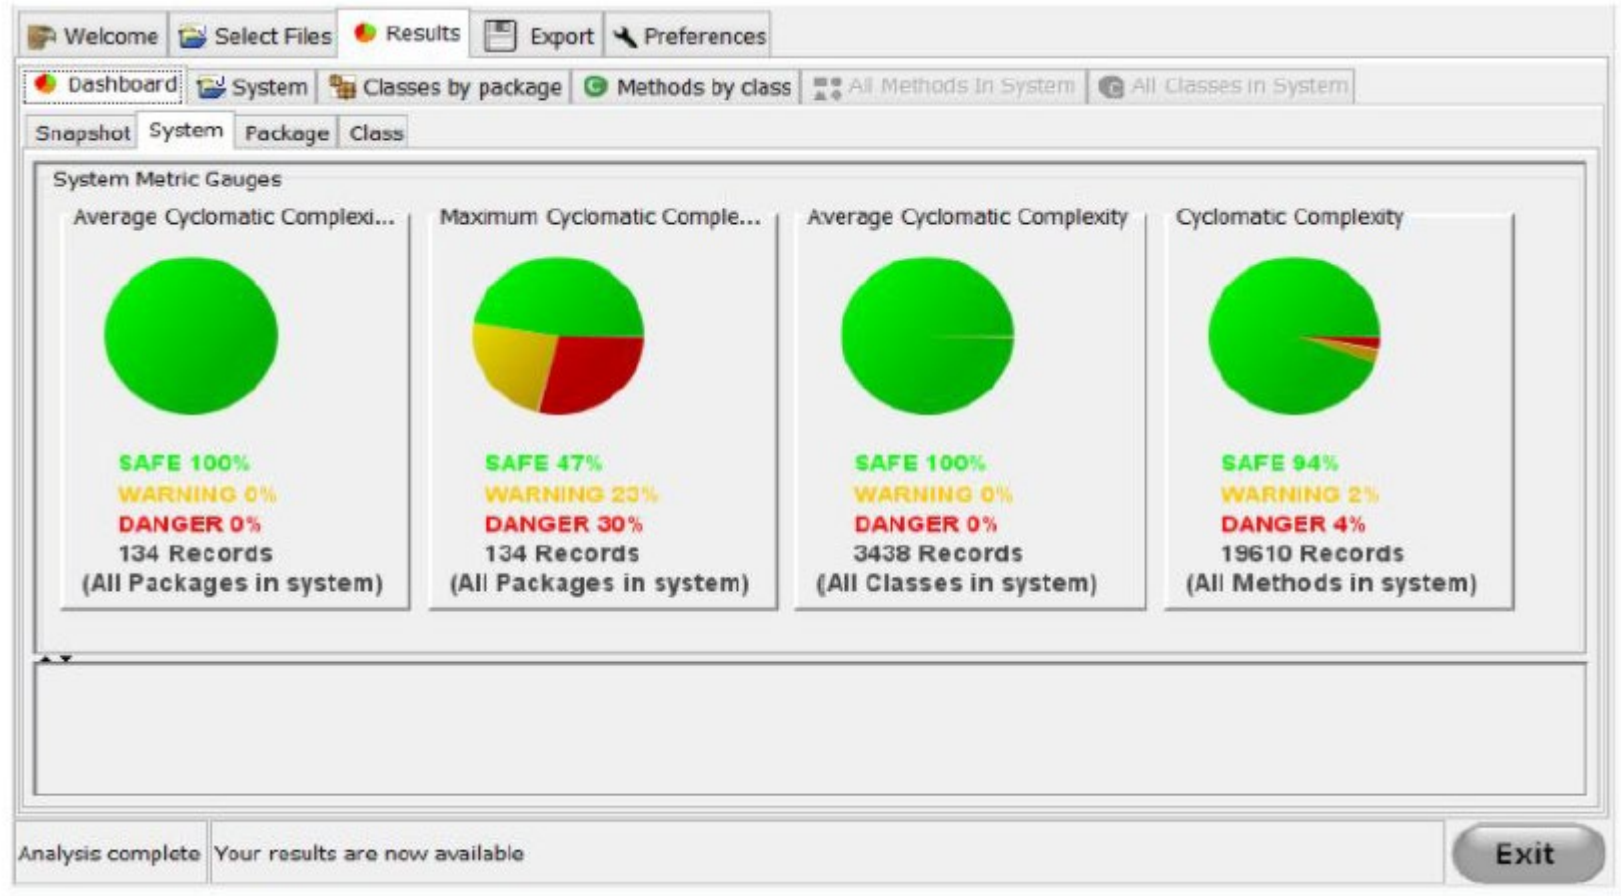 Welcome Select Files Results Export Preferences
Dashboard System Classes by package Methods by class All Methods In System All Classes in System
Snapshot System Package Class
System Metric Gauges
Average Cyclomatic Complexi... Maximum Cyclomatic Comple... Average Cyclomatic Complexity Cyclomatic Complexity
SAFE 100% SAFE 47% SAFE 100% SAFE 94%
WARNING 0% WARNING 23% WARNING 0% WARNING 2%
DANGER 0% DANGER 30% DANGER 0% DANGER 4%
134 Records 134 Records 3438 Records 19610 Records
(All Packages in system) (All Packages in system) (All Classes in system) (All Methods in system)
Analysis complete Your results are now available Exit